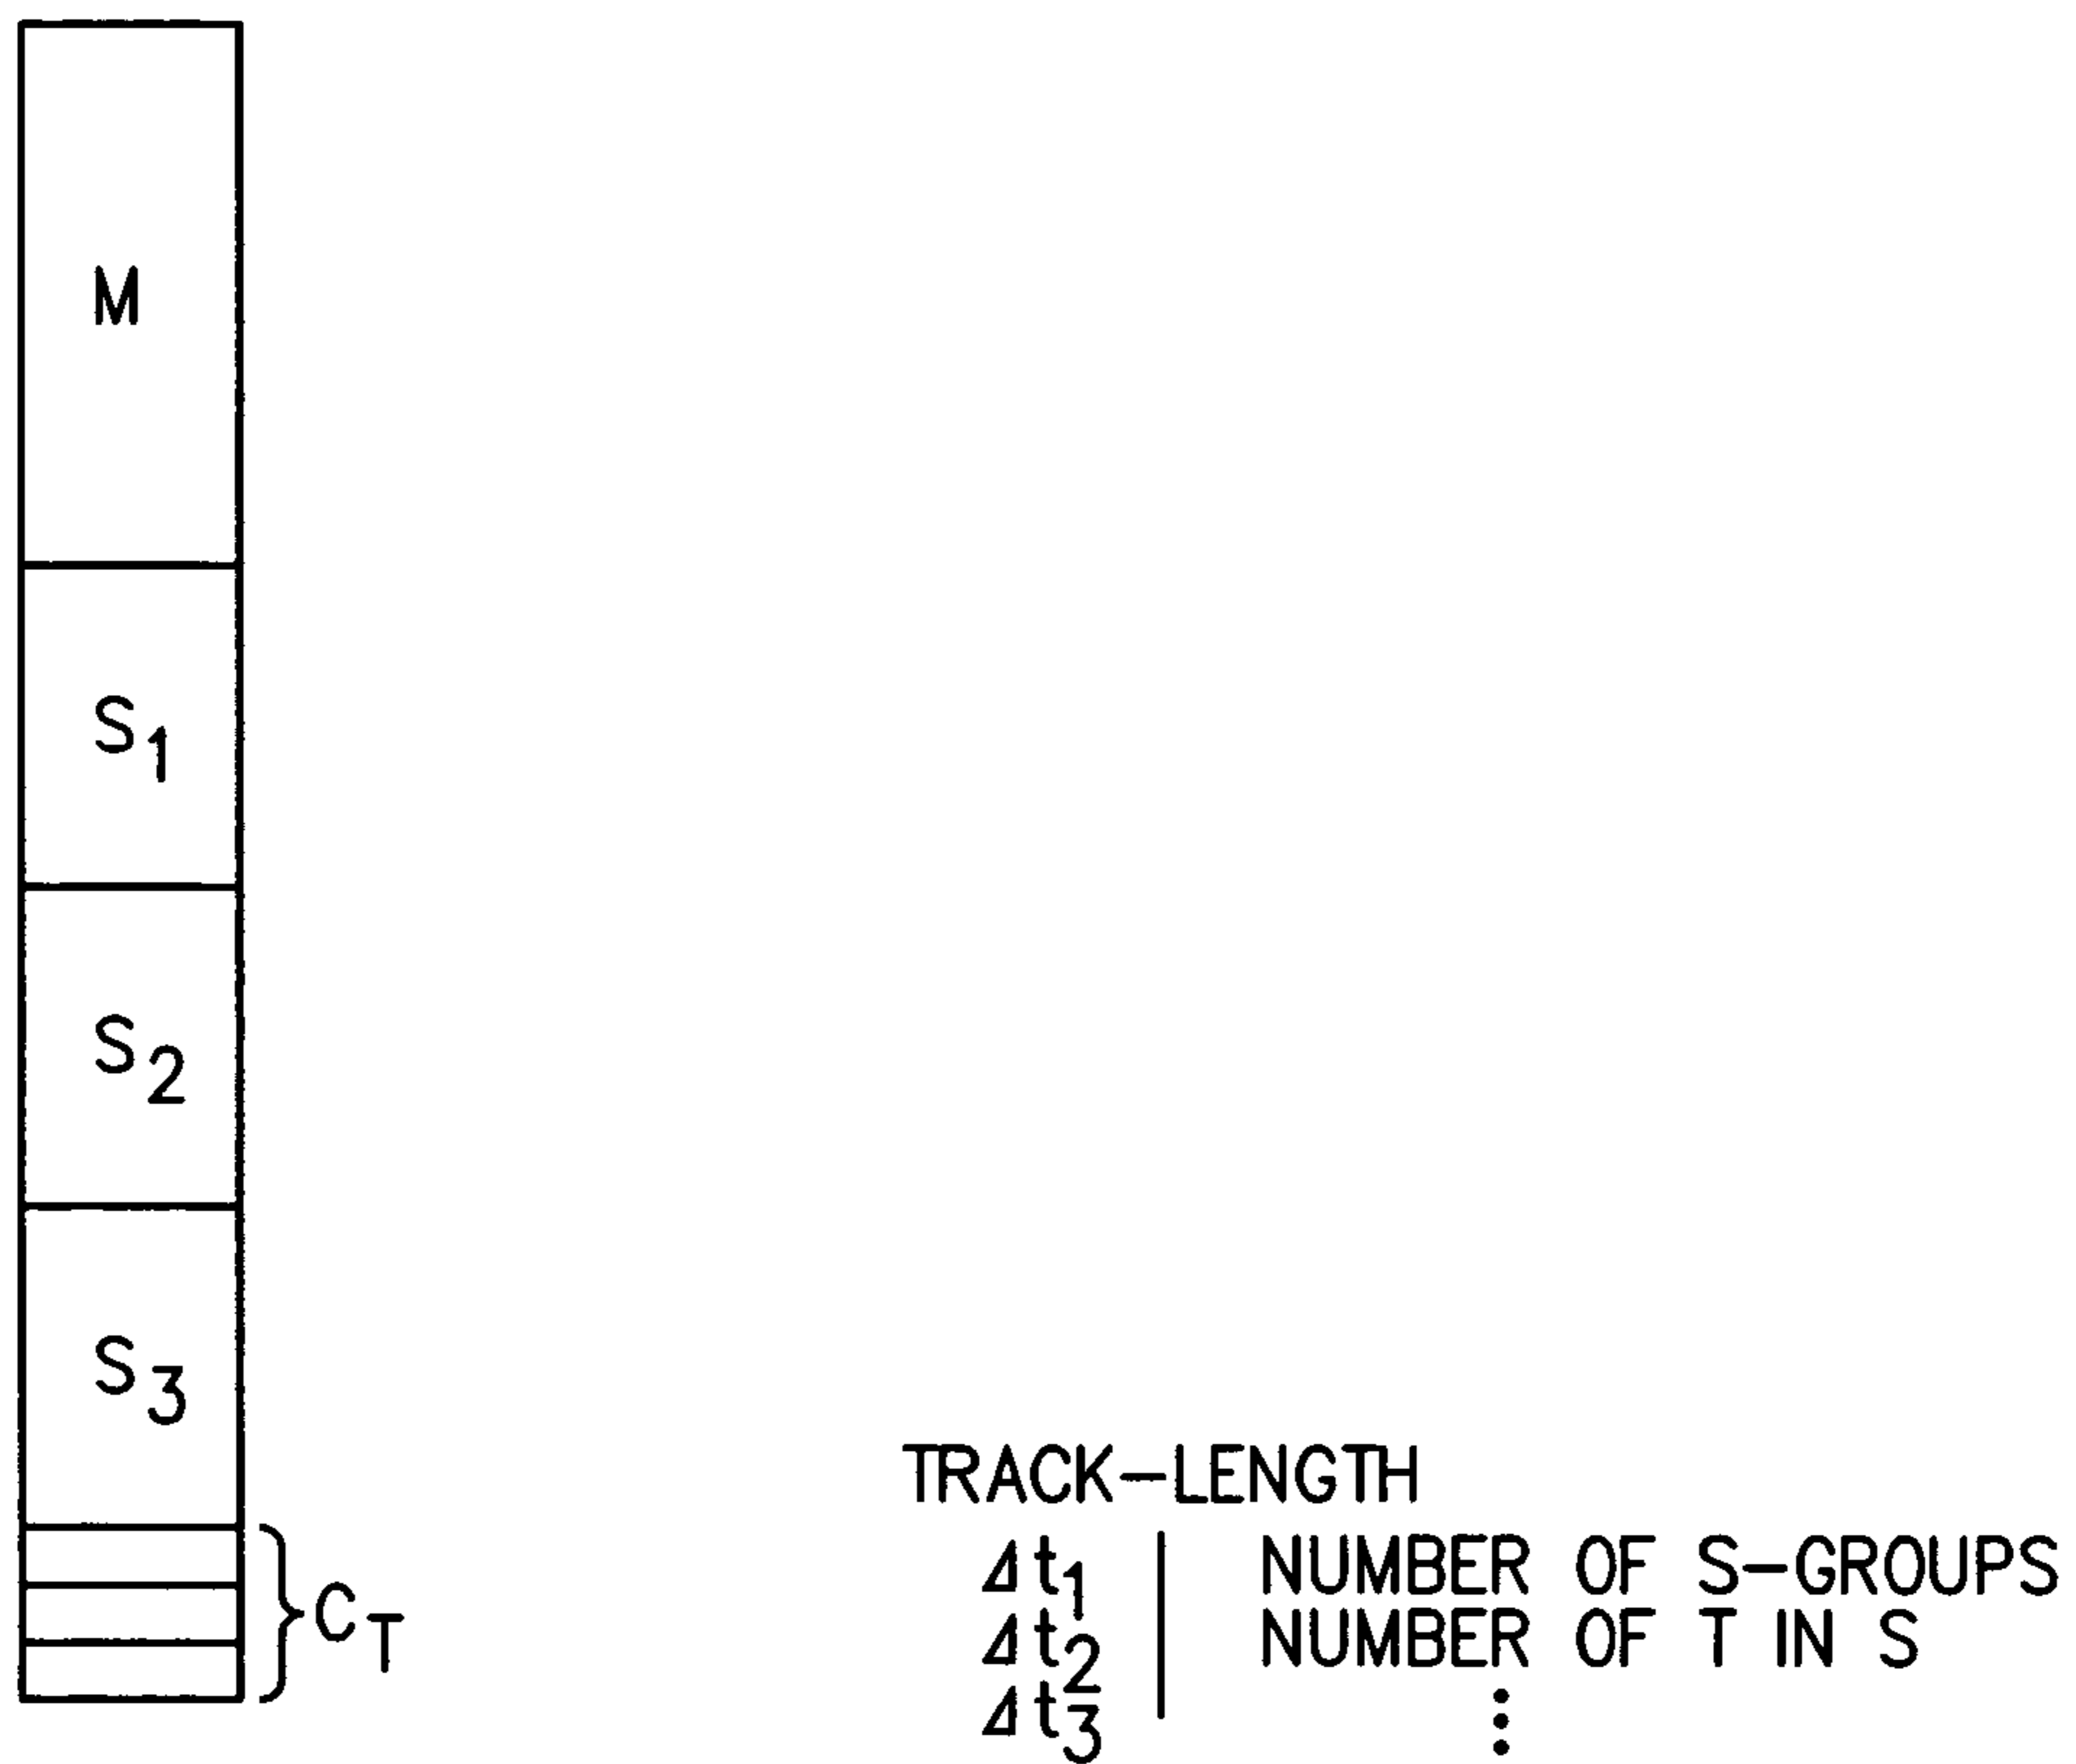 M
S1
S2
S3
CT
TRACK-LENGTH
Δt1 | NUMBER OF S-GROUPS
Δt2 | NUMBER OF T IN S
Δt3 | ⋮